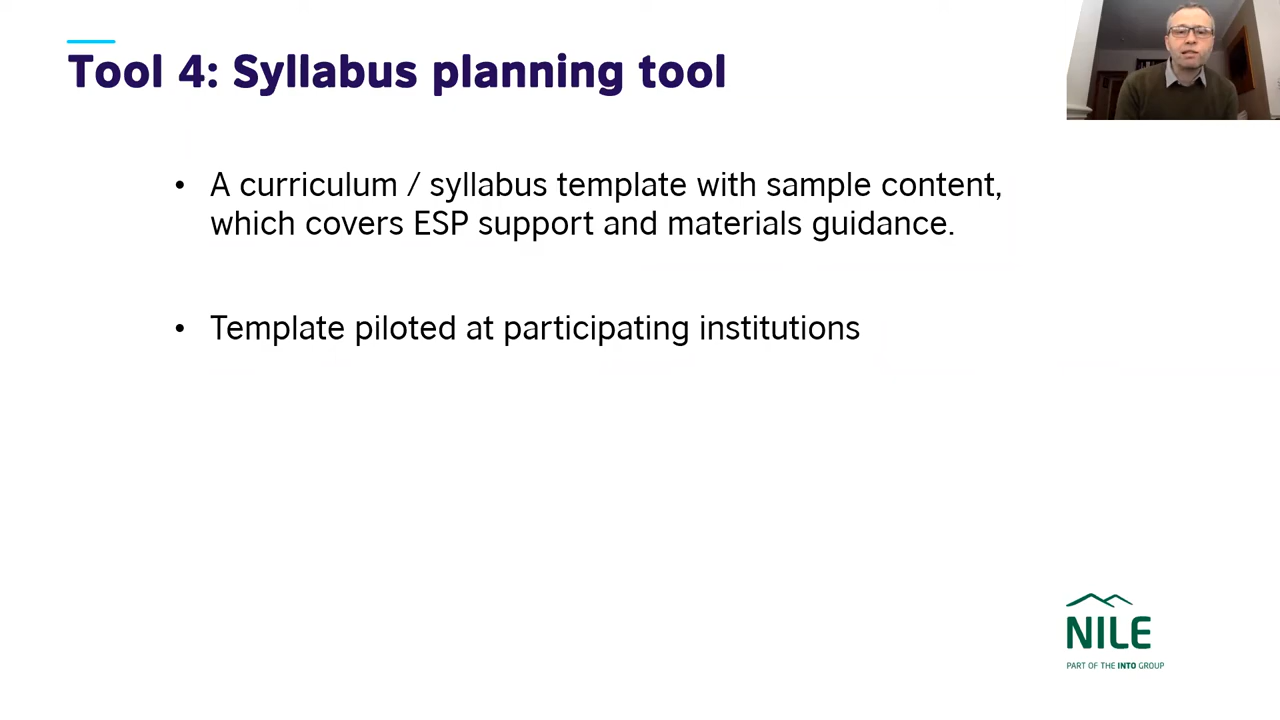 Tool 4: Syllabus planning tool
• A curriculum / syllabus template with sample content,
which covers ESP support and materials guidance.
• Template piloted at participating institutions
NILE
PART OF THE INTO GROUP